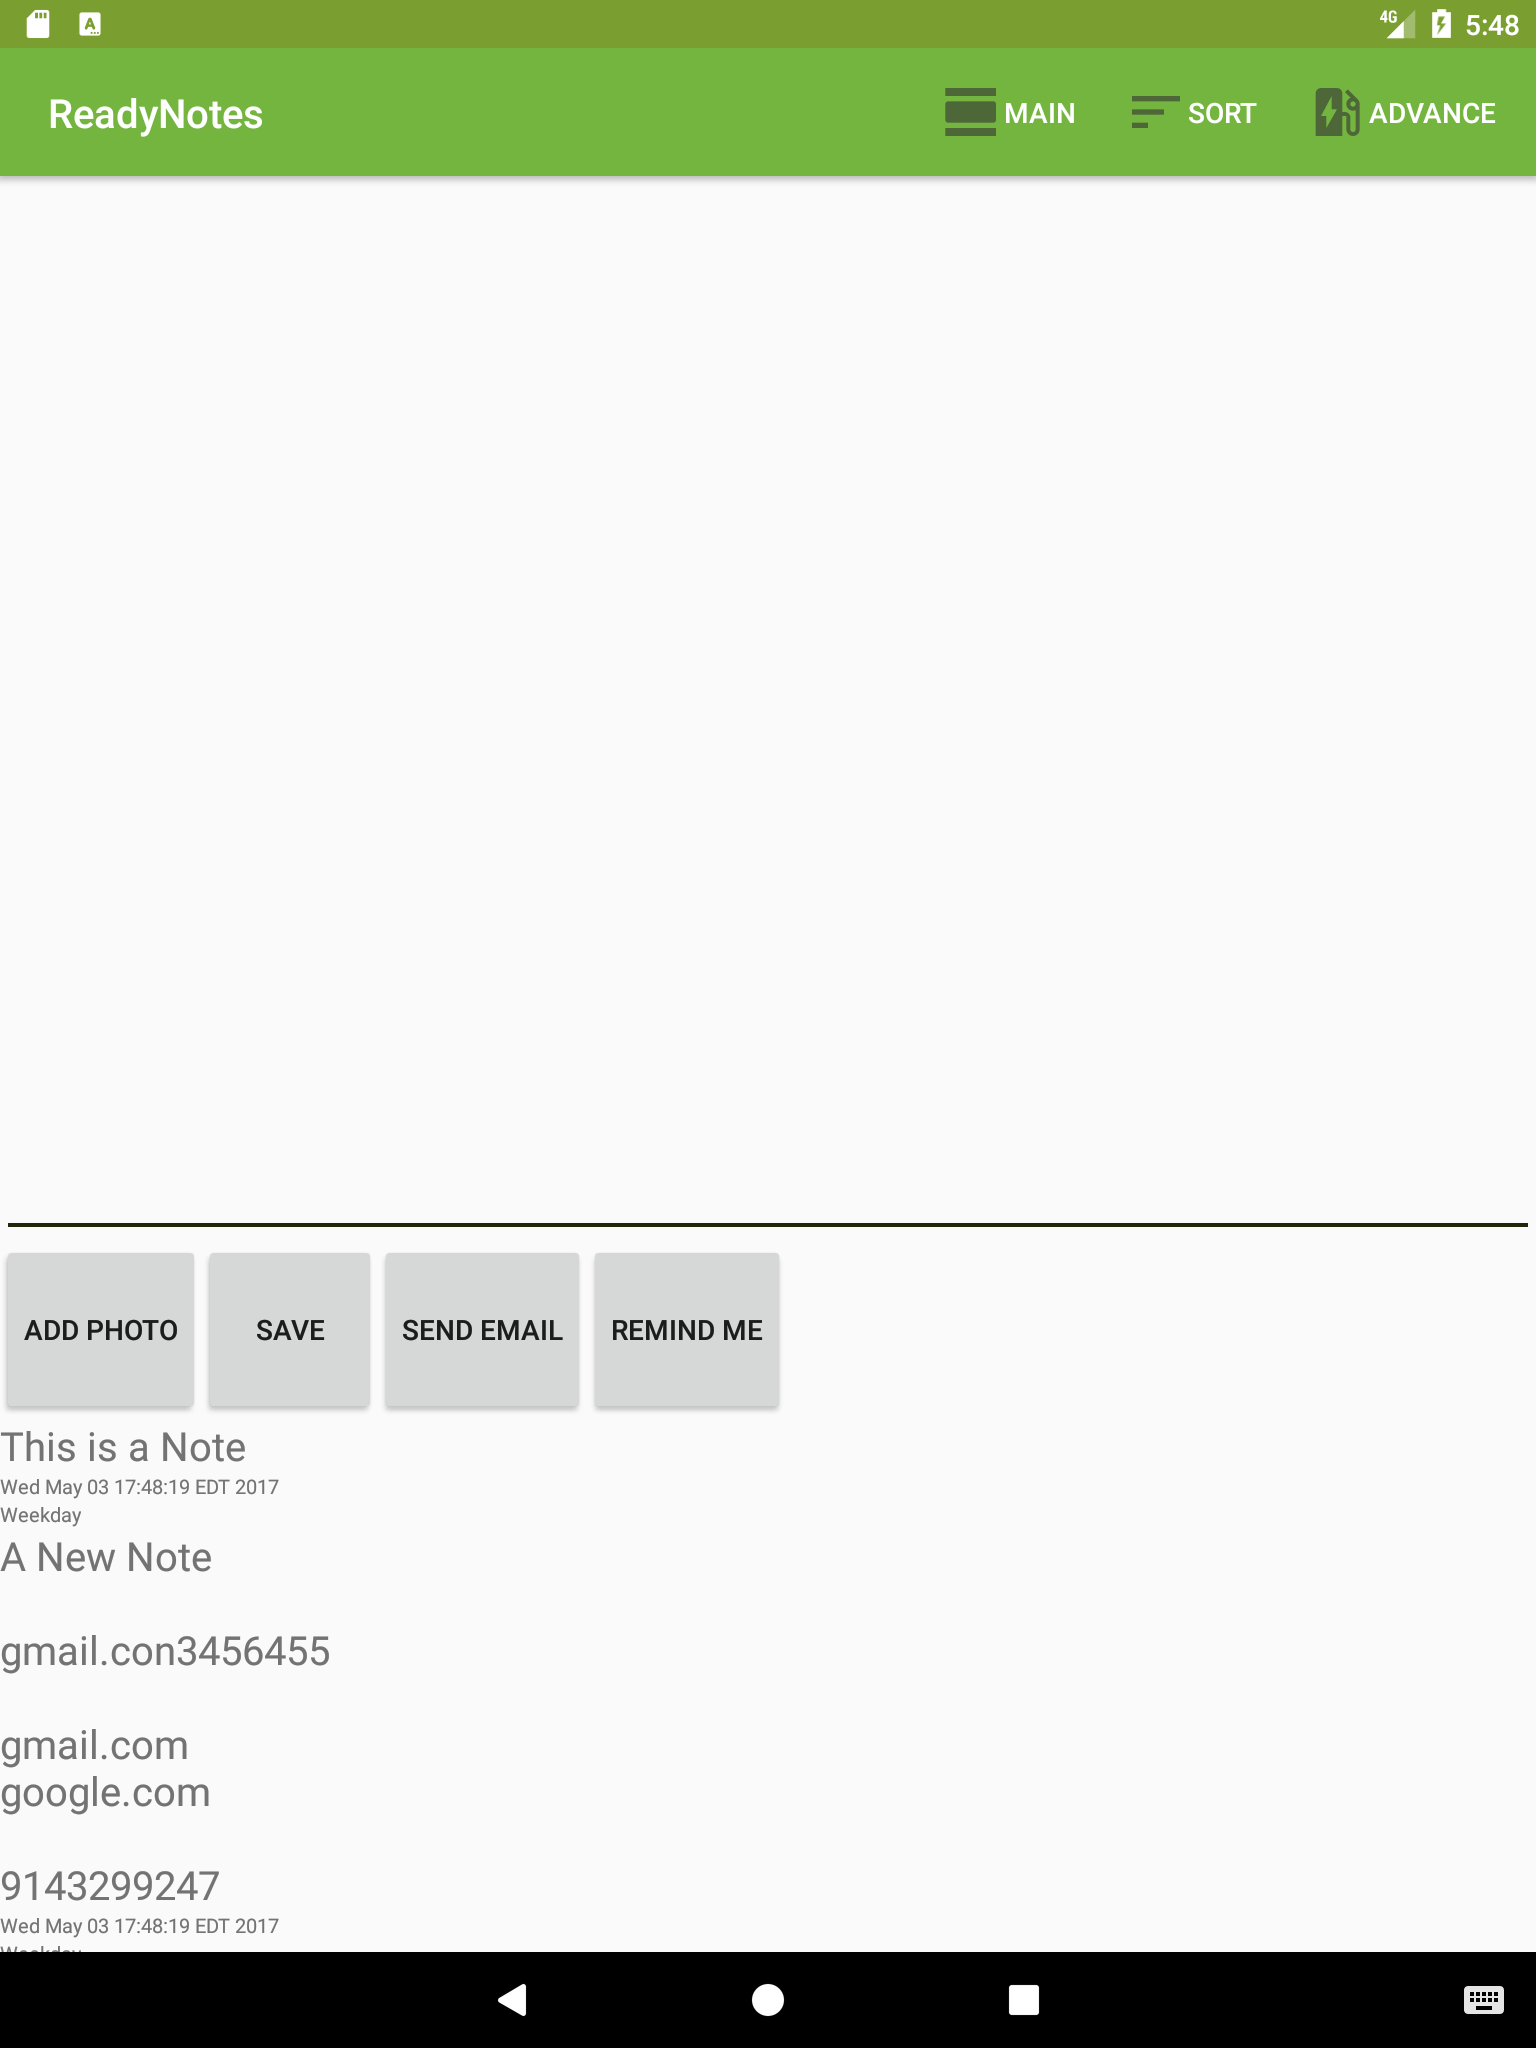 4G 5:48
ReadyNotes MAIN SORT ADVANCE
ADD PHOTO SAVE SEND EMAIL REMIND ME
This is a Note
Wed May 03 17:48:19 EDT 2017
Weekday
A New Note
gmail.con3456455
gmail.com
google.com
9143299247
Wed May 03 17:48:19 EDT 2017